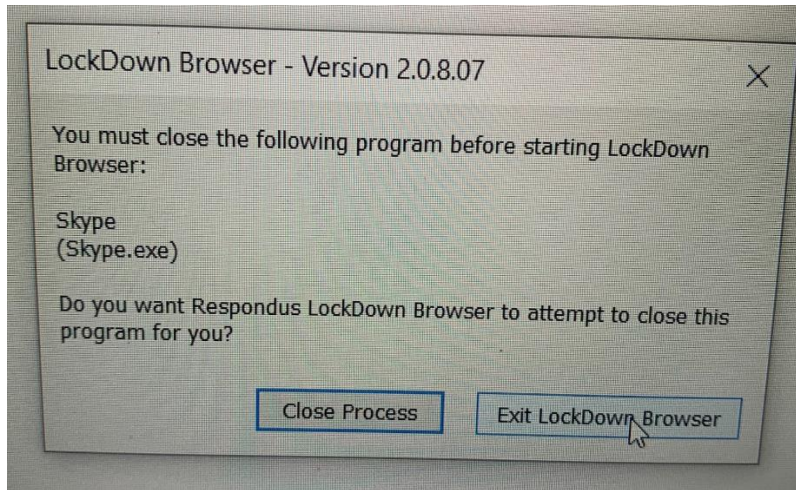 LockDown Browser - Version 2.0.8.07
You must close the following program before starting LockDown
Browser:
Skype
(Skype.exe)
Do you want Respondus LockDown Browser to attempt to close this
program for you?
Close Process
Exit LockDown Browser